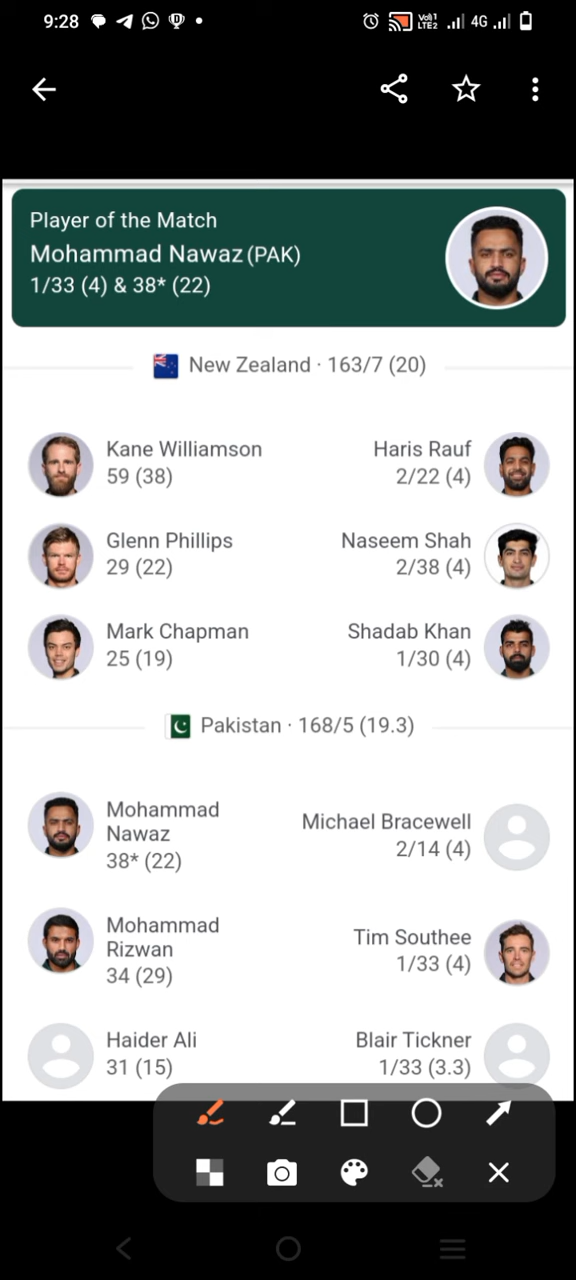 9:28
Vo)) 1
LTE2
4G
Player of the Match
Mohammad Nawaz (PAK)
1/33 (4) & 38* (22)
New Zealand · 163/7 (20)
Kane Williamson
59 (38)
Haris Rauf
2/22 (4)
Glenn Phillips
29 (22)
Naseem Shah
2/38 (4)
Mark Chapman
25 (19)
Shadab Khan
1/30 (4)
Pakistan · 168/5 (19.3)
Mohammad
Nawaz
38* (22)
Michael Bracewell
2/14 (4)
Mohammad
Rizwan
34 (29)
Tim Southee
1/33 (4)
Haider Ali
31 (15)
Blair Tickner
1/33 (3.3)